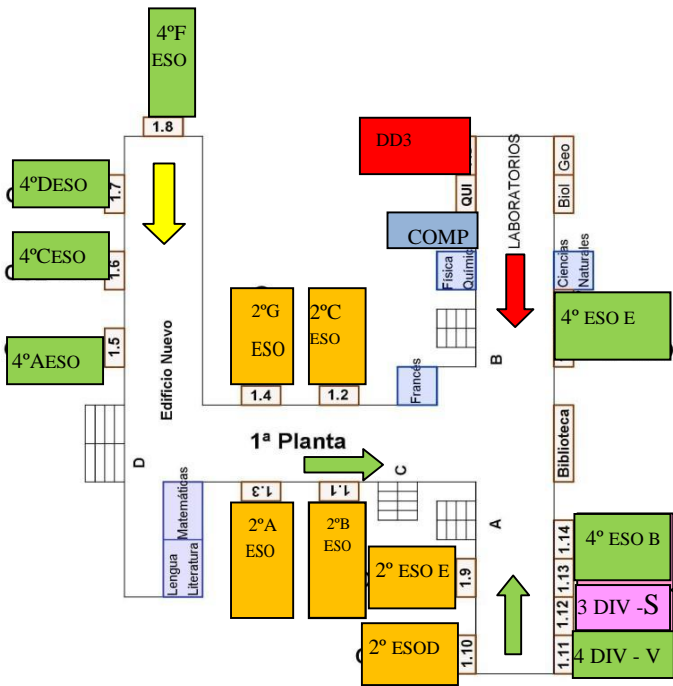 4ºF
ESO
1.8
DD3
QUI
LABORATORIOS
Geo
Biol
4ºDESO
1.7
COMP
4ºCESO
1.6
Física
Químic
Ciencias
Naturales
2ºG
ESO
2ºC
ESO
4º ESO E
4ºAESO
1.5
Edificio Nuevo
Francés
B
1.4
1.2
1ª Planta
Biblioteca
D
C
Matemáticas
1.3
1.1
2ºA
ESO
2ºB
ESO
A
1.14
4º ESO B
Lengua
Literatura
2º ESO E
1.9
1.13
1.12
3 DIV -S
2º ESOD
1.10
1.11
4 DIV - V